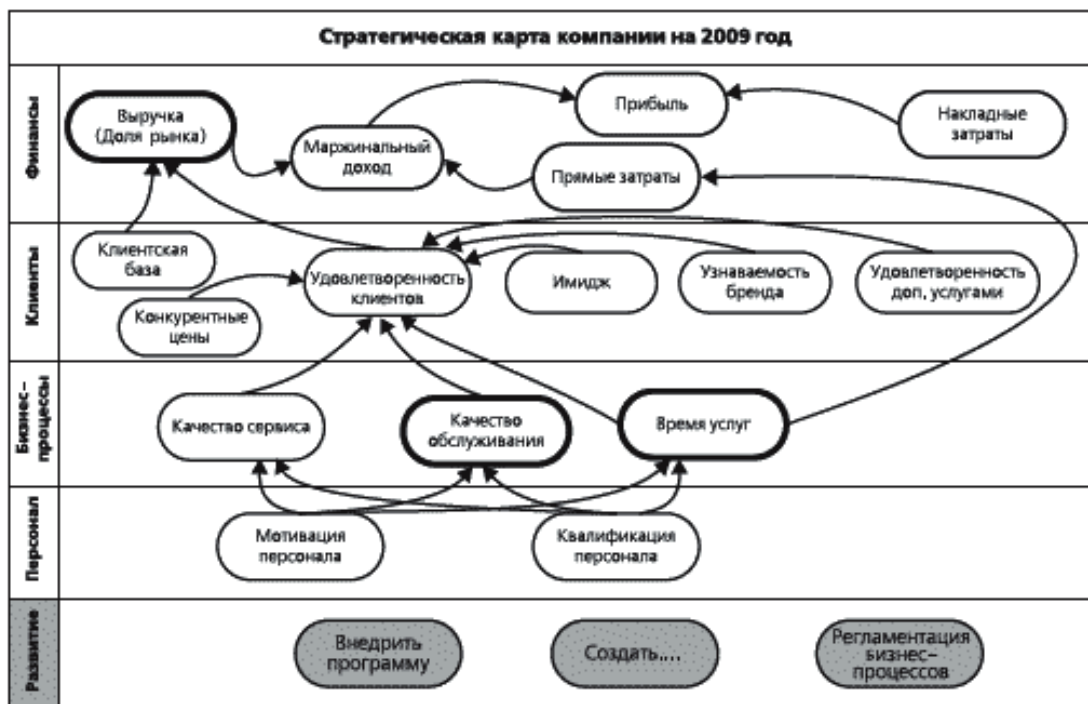 Стратегическая карта компании на 2009 год
Финансы
Выручка
(Доля рынка)
Маржинальный
доход
Прибыль
Прямые затраты
Накладные
затраты
Клиенты
Клиентская
база
Конкурентные
цены
Удовлетворенность
клиентов
Имидж
Узнаваемость
бренда
Удовлетворенность
доп, услугами
Бизнес–
процессы
Качество сервиса
Качество
обслуживания
Время услуг
Персонал
Мотивация
персонала
Квалификация
персонала
Развитие
Внедрить
программу
Создать....
Регламентация
бизнес–
процессов